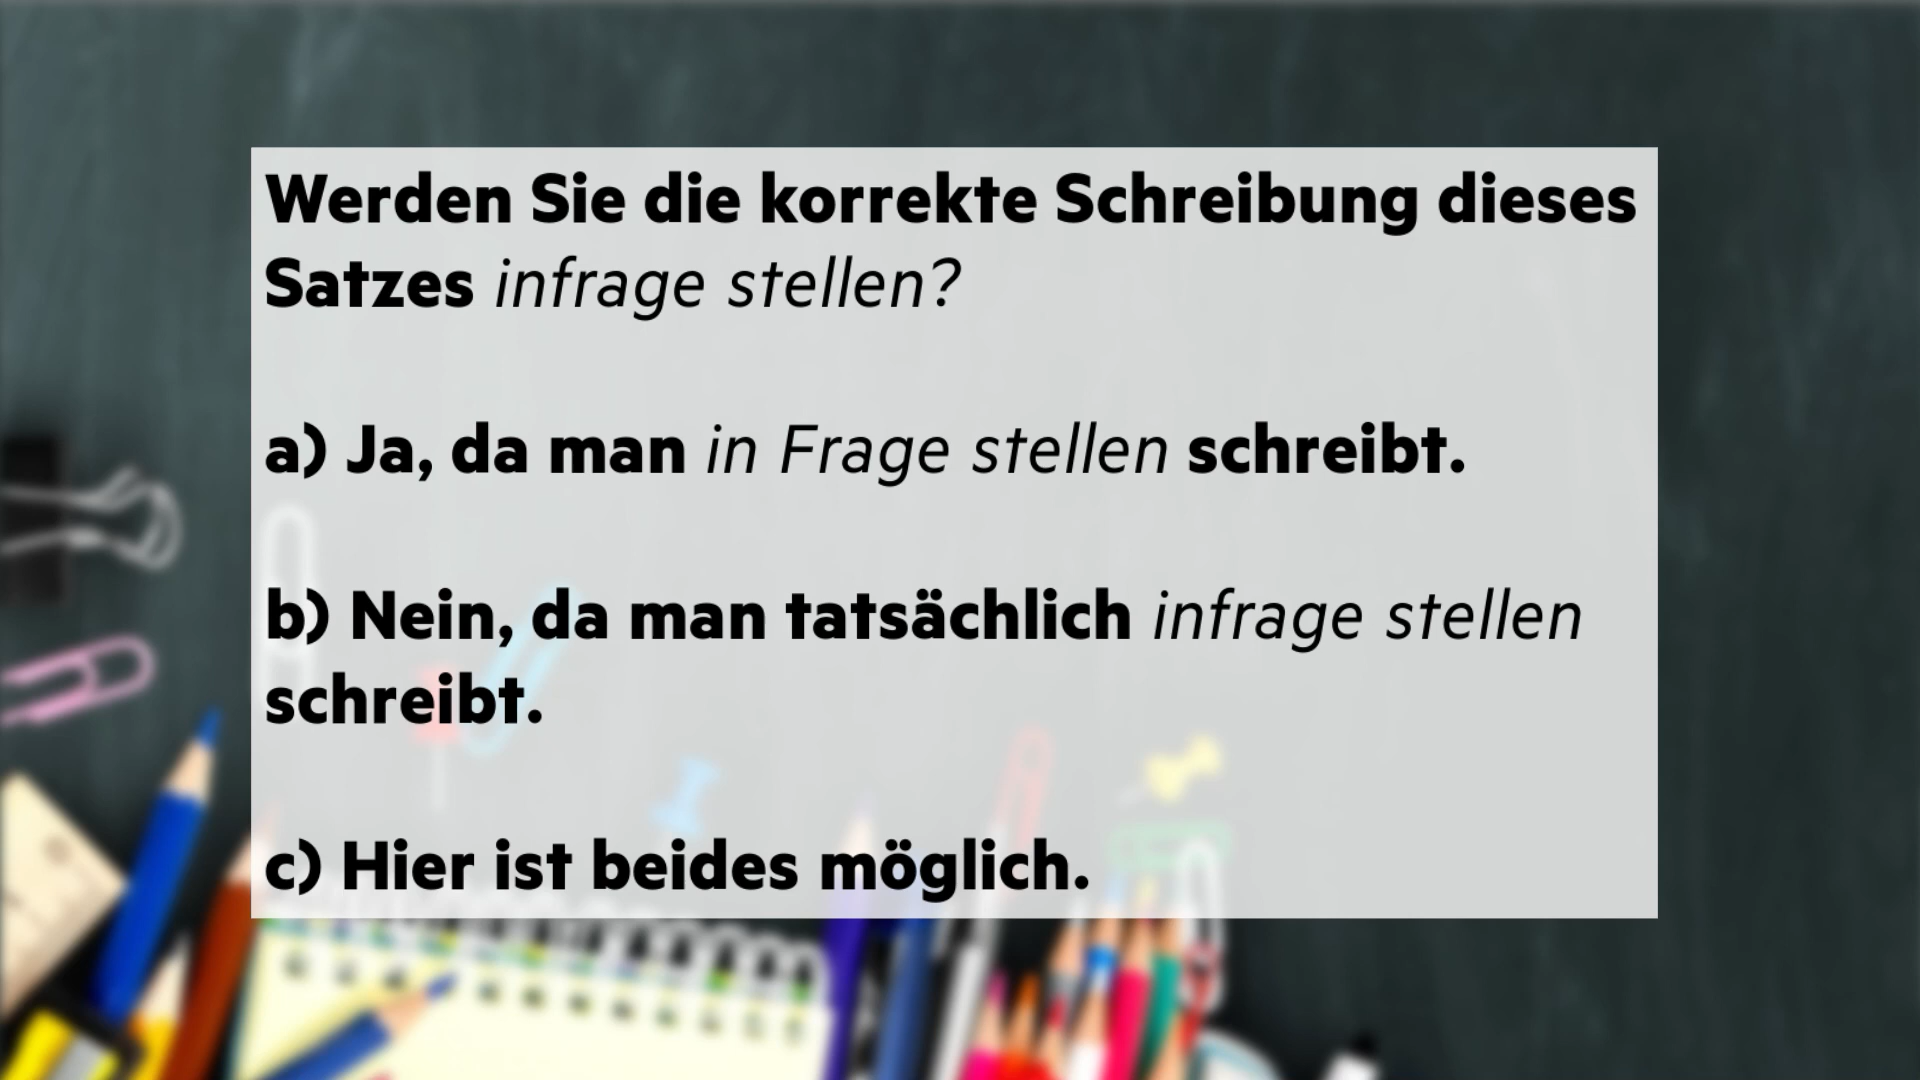 Werden Sie die korrekte Schreibung dieses
Satzes infrage stellen?
a) Ja, da man in Frage stellen schreibt.
b) Nein, da man tatsächlich infrage stellen
schreibt.
c) Hier ist beides möglich.